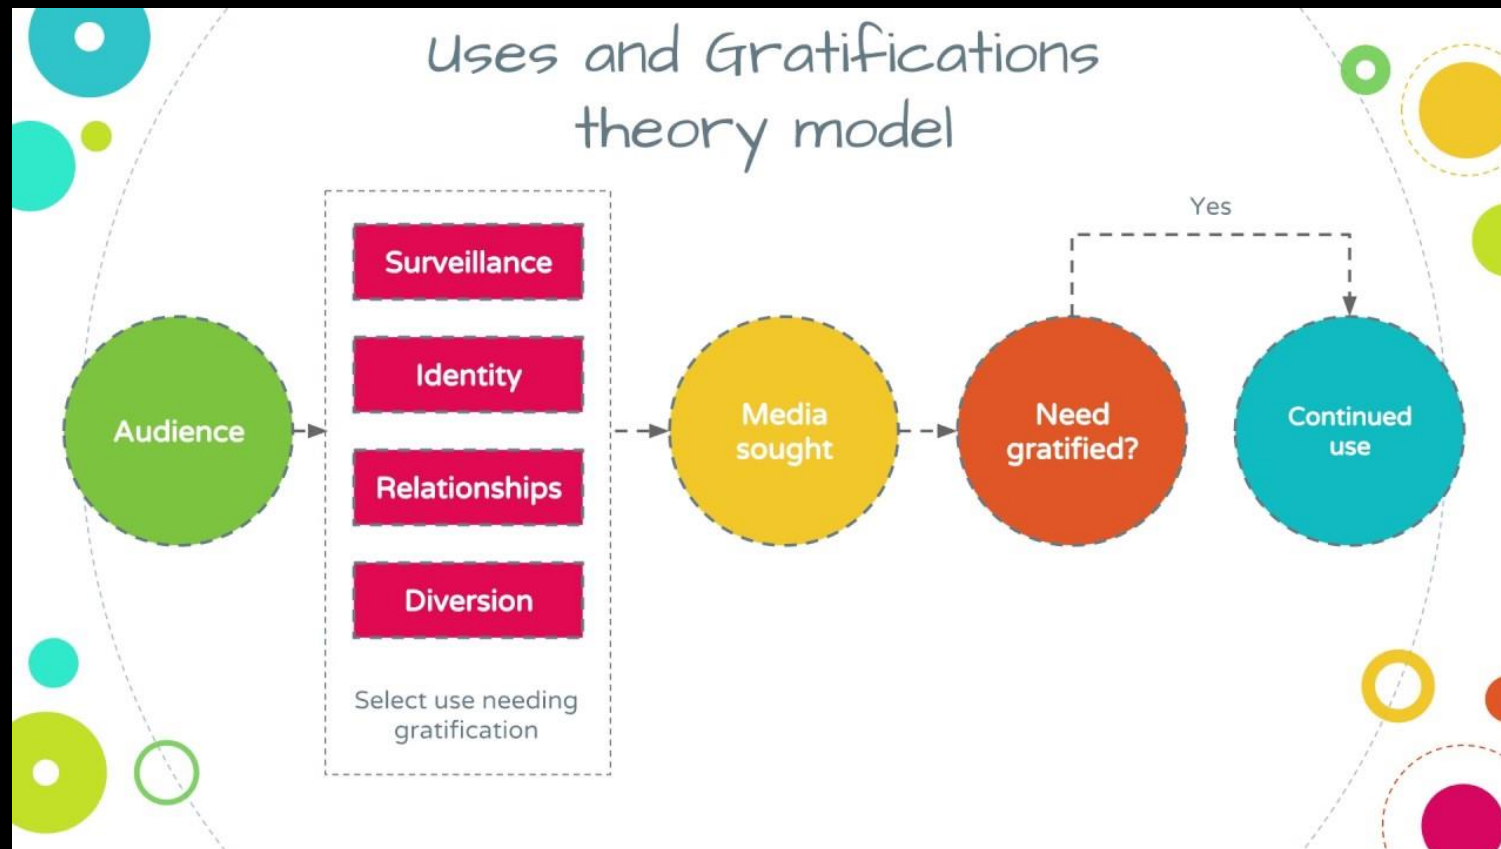 Uses and Gratifications
theory model
Yes
Surveillance
Identity
Relationships
Diversion
Select use needing
gratification
Audience
Media
sought
Need
gratified?
Continued
use